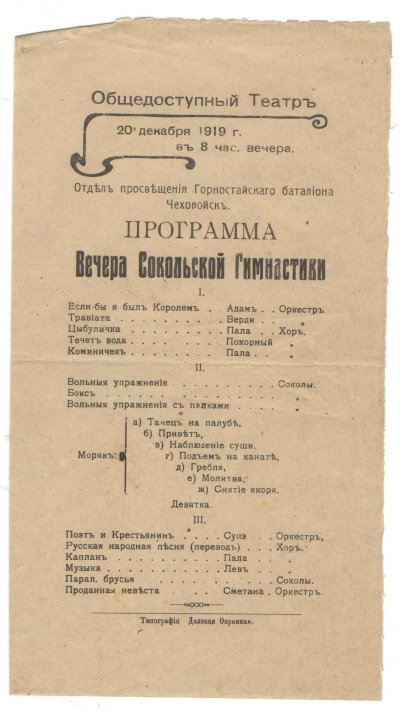 Общедоступный Театръ
20 декабря 1919 г.
въ 8 час. вечера.
Отдѣлъ просвѣщенія Горностайскаго баталіона
Чеховойскъ.
ПРОГРАММА
Вечера Сокольской Гимнастики
I.
Если-бы я былъ Королемъ . Адамъ . . Оркестръ
Травіата . . . . . . . . . . Верди . . . „
Цыбуличка . . . . . . . . . Пала . . Хоръ.
Течетъ вода . . . . . . . . . Покорный „
Коминичекъ . . . . . . . . . Пала . . „
II.
Вольныя упражненія . . . . . . . . . . Соколы.
Боксъ . . . . . . . . . . . . . . . „
Вольныя упражненія съ палками . . . . . . „
а) Танецъ на палубѣ,
б) Привѣтъ,
в) Наблюденіе суши,
Морякъ: г) Подъемъ на канатѣ,
д) Гребля,
е) Молитва,
ж) Снятіе якоря.
Девятка.
III.
Поэтъ и Крестьянинъ . . . Супэ . . Оркестръ,
Русская народная пѣсня (переводъ) . . . Хоръ.
Капланъ . . . . . . . . . . Пала . . . „
Музыка . . . . . . . . . . Левъ . . . „
Парал. брусья . . . . . . . . . . . Соколы.
Проданная невѣста . . . . . Сметана . Оркестръ.
Типографія Далекая Окраина».